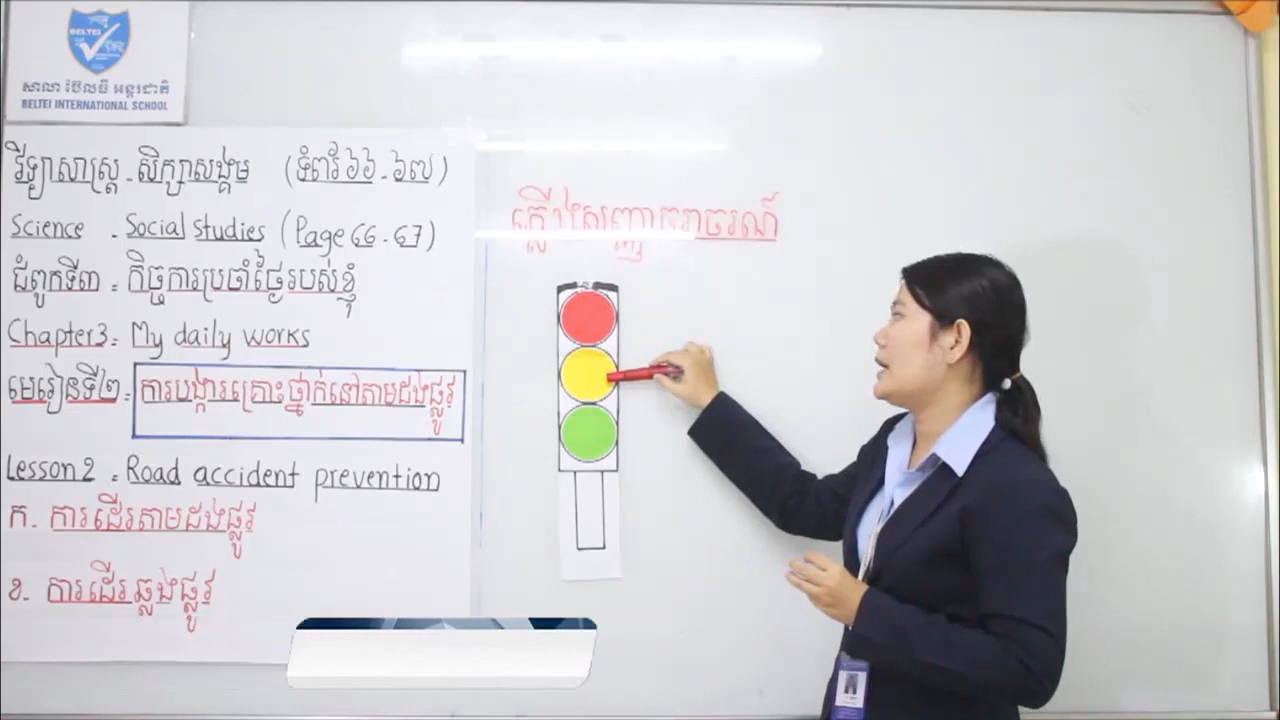 BELTEI
សាលា ប៊ែលធី អន្តរជាតិ
BELTEI INTERNATIONAL SCHOOL
វិទ្យាសាស្ត្រ - សិក្សាសង្គម (ទំព័រ ៦៦ - ៦៧)
Science - Social studies (Page 66 - 67)
ជំពូកទី៣ = កិច្ចការប្រចាំថ្ងៃរបស់ខ្ញុំ
Chapter3 = My daily works
មេរៀនទី២ = ការបង្ការគ្រោះថ្នាក់នៅតាមដងផ្លូវ
Lesson 2 = Road accident prevention
ក. ការដើរតាមដងផ្លូវ
ខ. ការដើរឆ្លងផ្លូវ
ភ្លើងសញ្ញាចរាចរណ៍